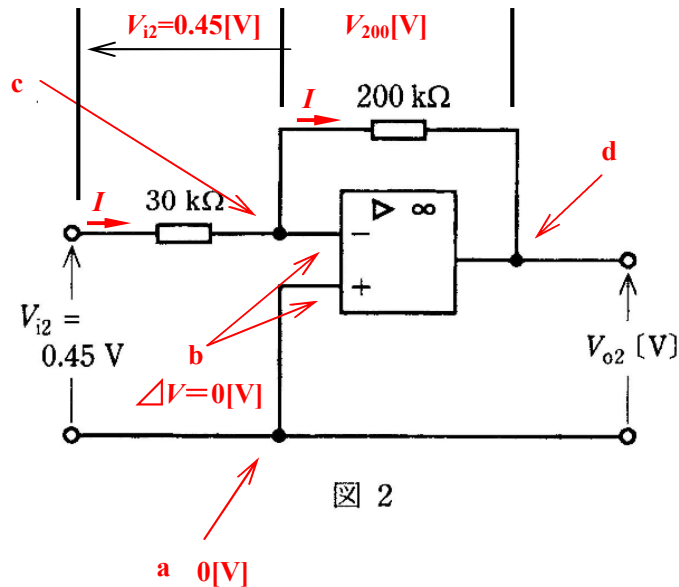 Vi2=0.45[V]
V200[V]
c
I
200 kΩ
d
I
30 kΩ
▷ ∞
−
+
b
Vi2 =
0.45 V
Vo2〔V〕
⊿V＝0[V]
図 2
a 0[V]